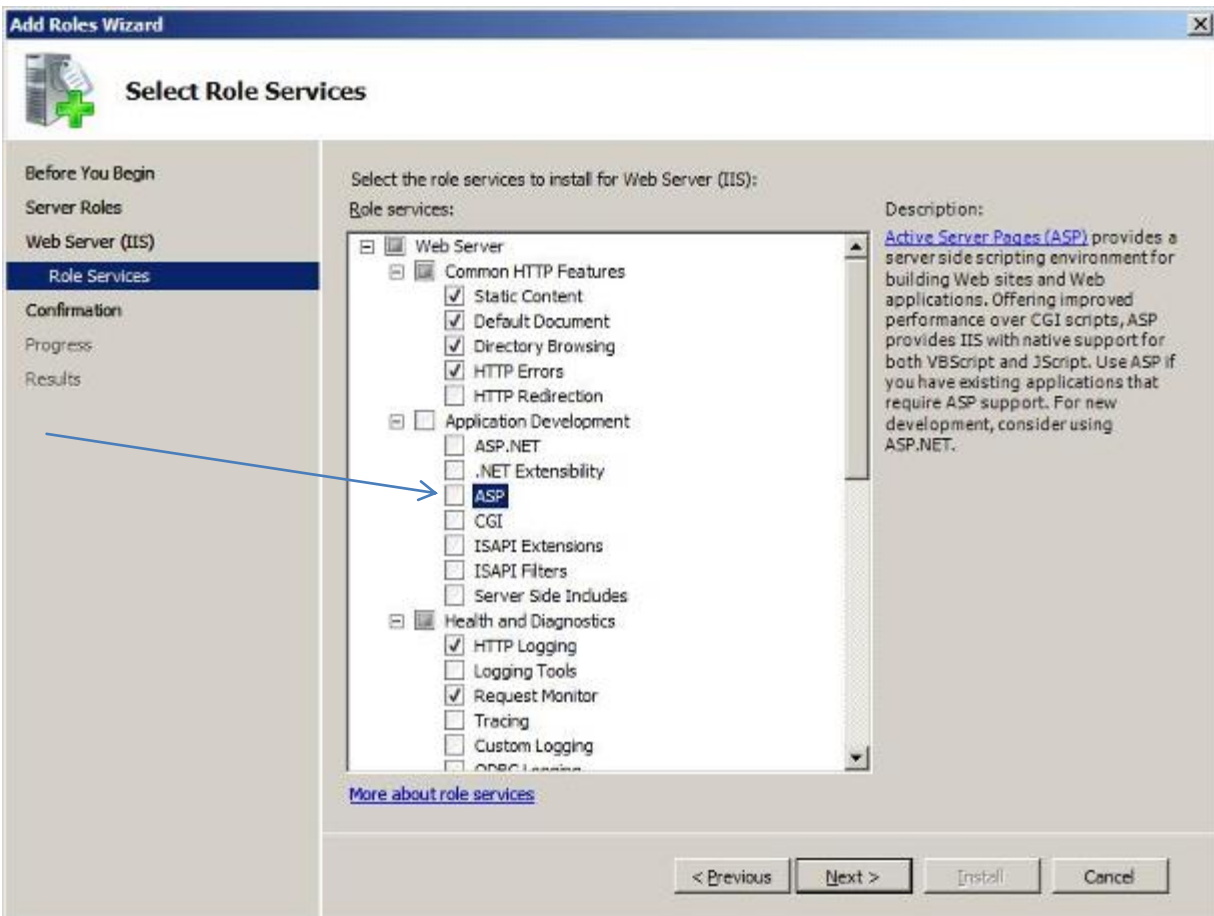 Add Roles Wizard
Select Role Services
Before You Begin
Server Roles
Web Server (IIS)
Role Services
Confirmation
Progress
Results
Select the role services to install for Web Server (IIS):
Role services:
Web Server
Common HTTP Features
Static Content
Default Document
Directory Browsing
HTTP Errors
HTTP Redirection
Application Development
ASP.NET
.NET Extensibility
ASP
CGI
ISAPI Extensions
ISAPI Filters
Server Side Includes
Health and Diagnostics
HTTP Logging
Logging Tools
Request Monitor
Tracing
Custom Logging
ODBC Logging
More about role services
Description:
Active Server Pages (ASP) provides a
server side scripting environment for
building Web sites and Web
applications. Offering improved
performance over CGI scripts, ASP
provides IIS with native support for
both VBScript and JScript. Use ASP if
you have existing applications that
require ASP support. For new
development, consider using
ASP.NET.
< Previous
Next >
Install
Cancel